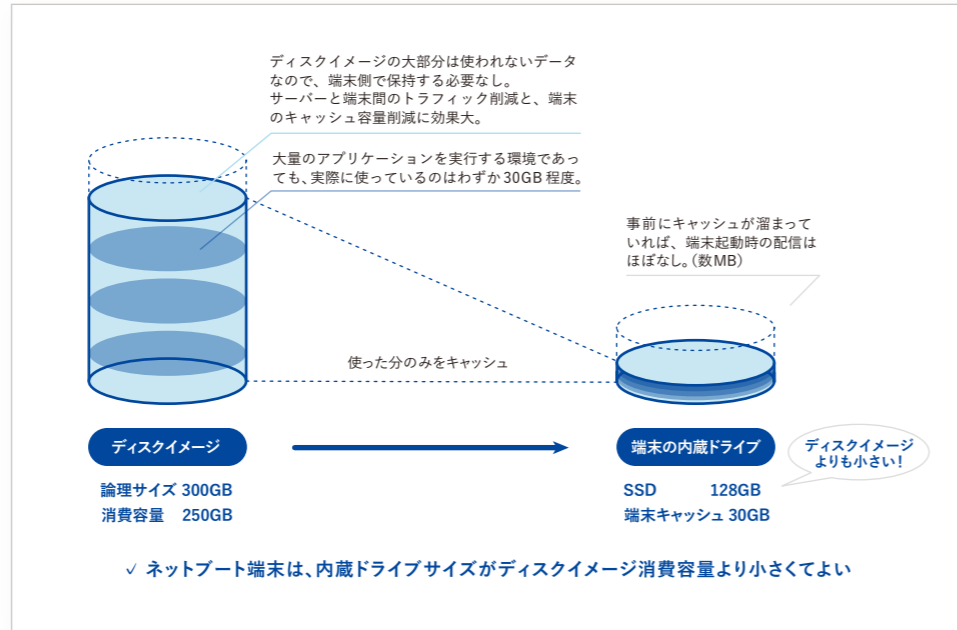 ディスクイメージの大部分は使われないデータ
なので、端末側で保持する必要なし。
サーバーと端末間のトラフィック削減と、端末
のキャッシュ容量削減に効果大。
大量のアプリケーションを実行する環境であっ
ても、実際に使っているのはわずか30GB 程度。
事前にキャッシュが溜まって
いれば、端末起動時の配信は
ほぼなし。(数MB)
使った分のみをキャッシュ
ディスクイメージ
論理サイズ 300GB
消費容量 250GB
端末の内蔵ドライブ
SSD 128GB
端末キャッシュ 30GB
ディスクイメージ
よりも小さい!
✓ ネットブート端末は、内蔵ドライブサイズがディスクイメージ消費容量より小さくてよい